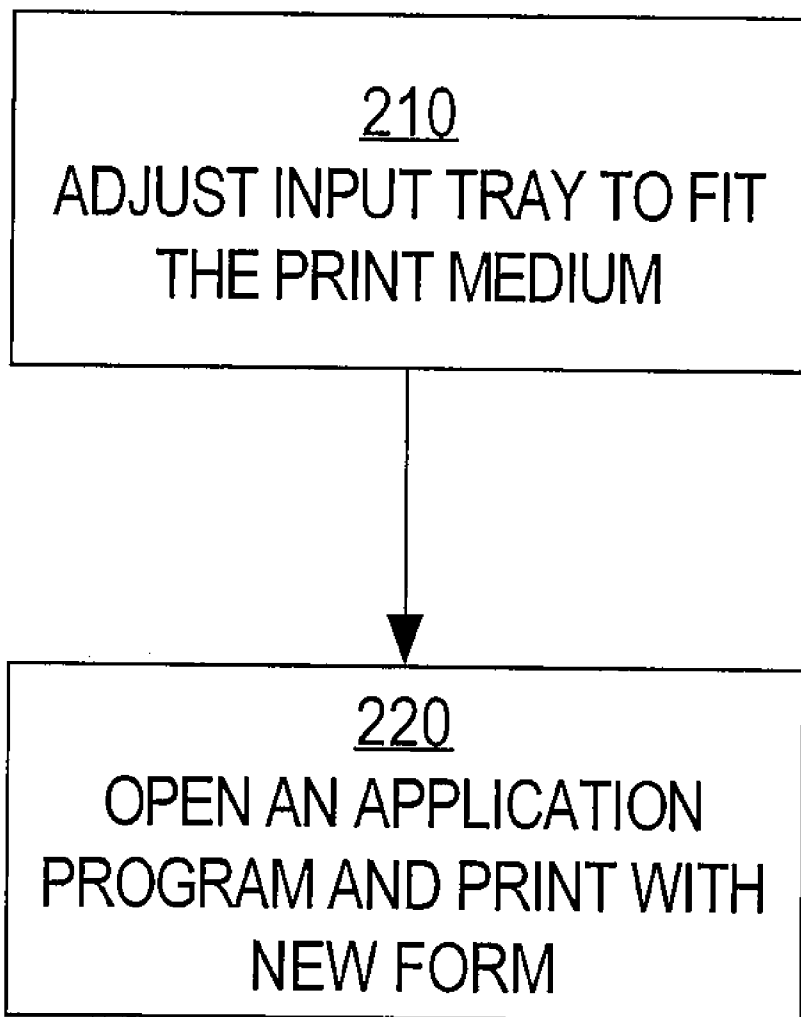 210
ADJUST INPUT TRAY TO FIT
THE PRINT MEDIUM
220
OPEN AN APPLICATION
PROGRAM AND PRINT WITH
NEW FORM